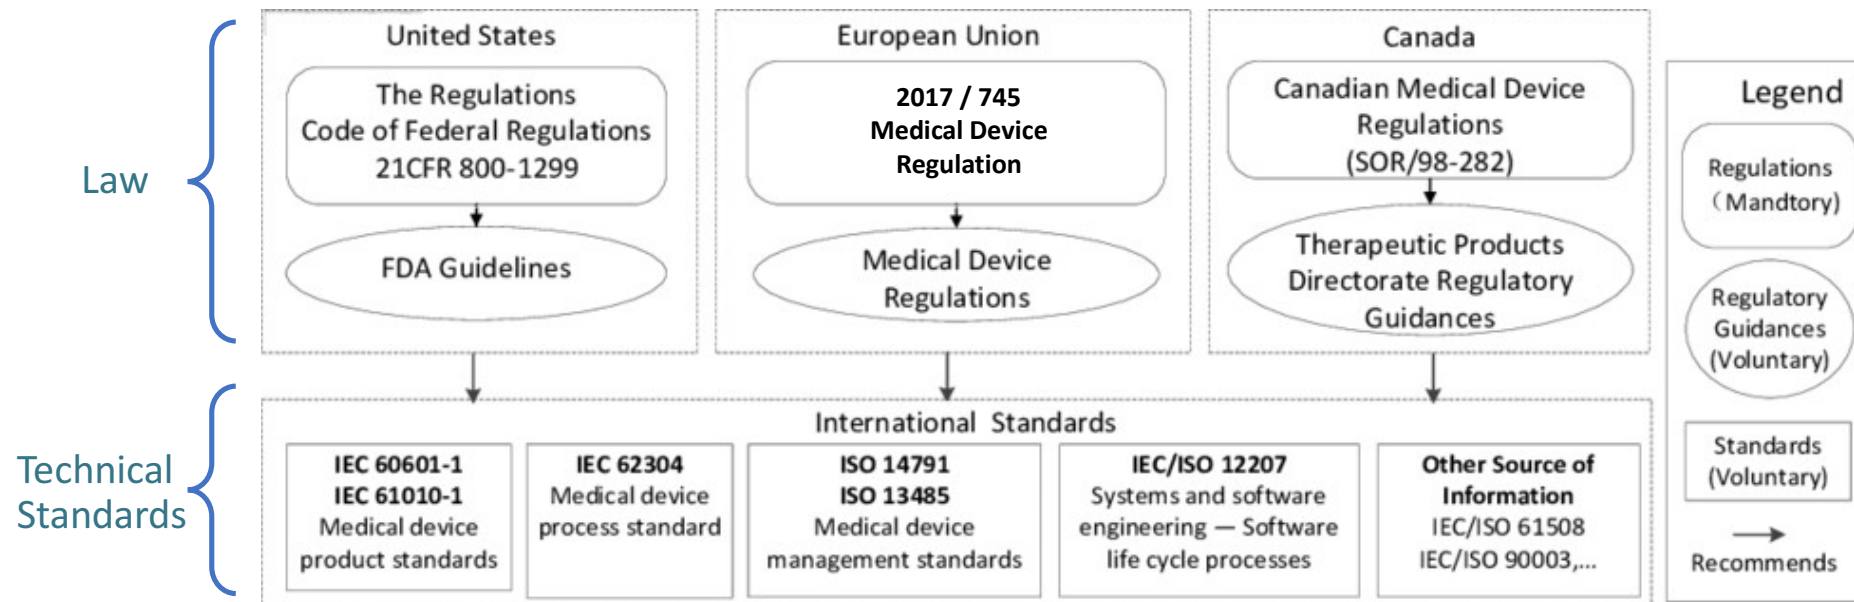 Law
United States
The Regulations
Code of Federal Regulations
21CFR 800-1299
FDA Guidelines
European Union
2017 / 745
Medical Device
Regulation
Medical Device
Regulations
Canada
Canadian Medical Device
Regulations
(SOR/98-282)
Therapeutic Products
Directorate Regulatory
Guidances
Technical
Standards
International Standards
IEC 60601-1
IEC 61010-1
Medical device
product standards
IEC 62304
Medical device
process standard
ISO 14791
ISO 13485
Medical device
management standards
IEC/ISO 12207
Systems and software
engineering — Software
life cycle processes
Other Source of
Information
IEC/ISO 61508
IEC/ISO 90003,...
Legend
Regulations
（Mandtory)
Regulatory
Guidances
(Voluntary)
Standards
(Voluntary)
Recommends